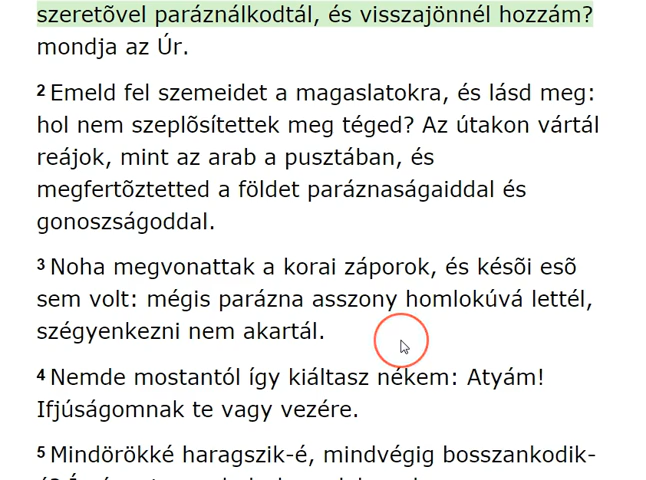 szeretõvel paráználkodtál, és visszajönnél hozzám?
mondja az Úr.
2 Emeld fel szemeidet a magaslatokra, és lásd meg:
hol nem szeplõsítettek meg téged? Az útakon vártál
reájok, mint az arab a pusztában, és
megfertõztetted a földet paráznaságaiddal és
gonoszságoddal.
3 Noha megvonattak a korai záporok, és késõi esõ
sem volt: mégis parázna asszony homlokúvá lettél,
szégyenkezni nem akartál.
4 Nemde mostantól így kiáltasz nékem: Atyám!
Ifjúságomnak te vagy vezére.
5 Mindörökké haragszik-é, mindvégig bosszankodik-